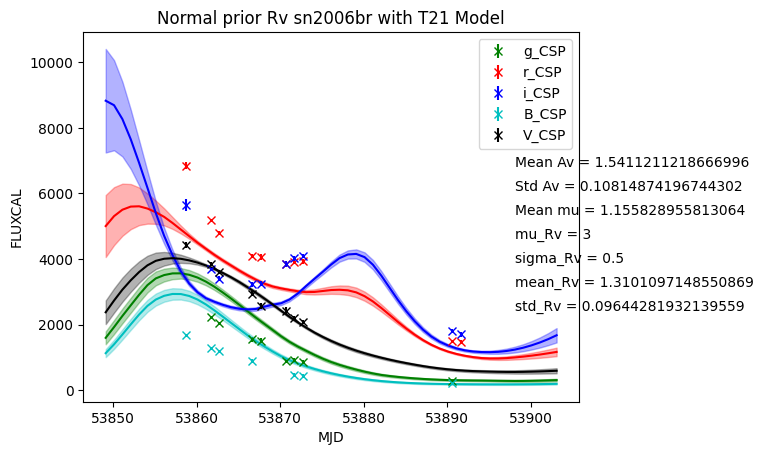 Normal prior Rv sn2006br with T21 Model
FLUXCAL
10000
8000
6000
4000
2000
0
g_CSP
r_CSP
i_CSP
B_CSP
V_CSP
Mean Av = 1.5411211218666996
Std Av = 0.10814874196744302
Mean mu = 1.155828955813064
mu_Rv = 3
sigma_Rv = 0.5
mean_Rv = 1.3101097148550869
std_Rv = 0.09644281932139559
53850 53860 53870 53880 53890 53900
MJD